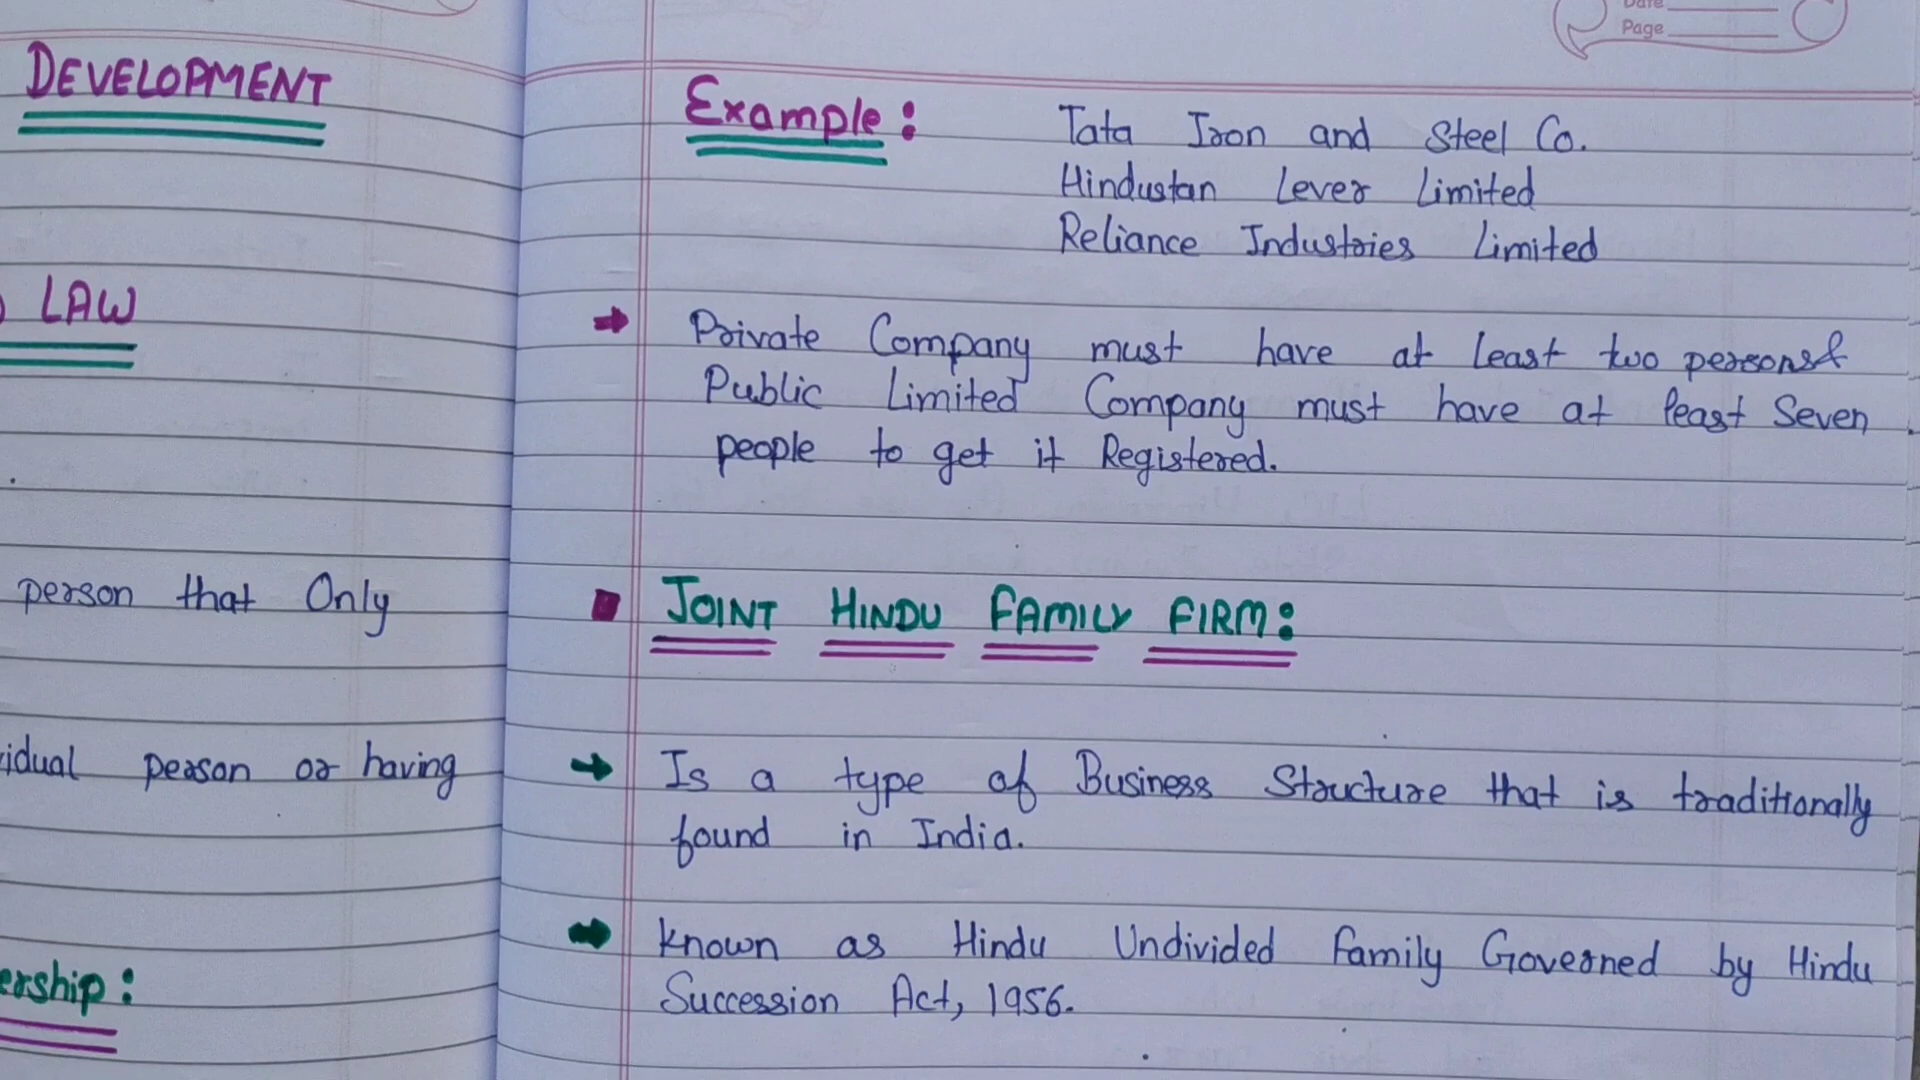 DEVELOPMENT
LAW
person that Only
idual person or having
ership:
Date
Page
Example: Tata Iron and Steel Co.
Hindustan Lever Limited
Reliance Industries Limited
Private Company must have at least two persons &
Public Limited Company must have at least Seven
people to get it Registered.
JOINT HINDU FAMILY FIRM:
Is a type of Business Structure that is traditionally
found in India.
Known as Hindu Undivided Family Governed by Hindu
Succession Act, 1956.